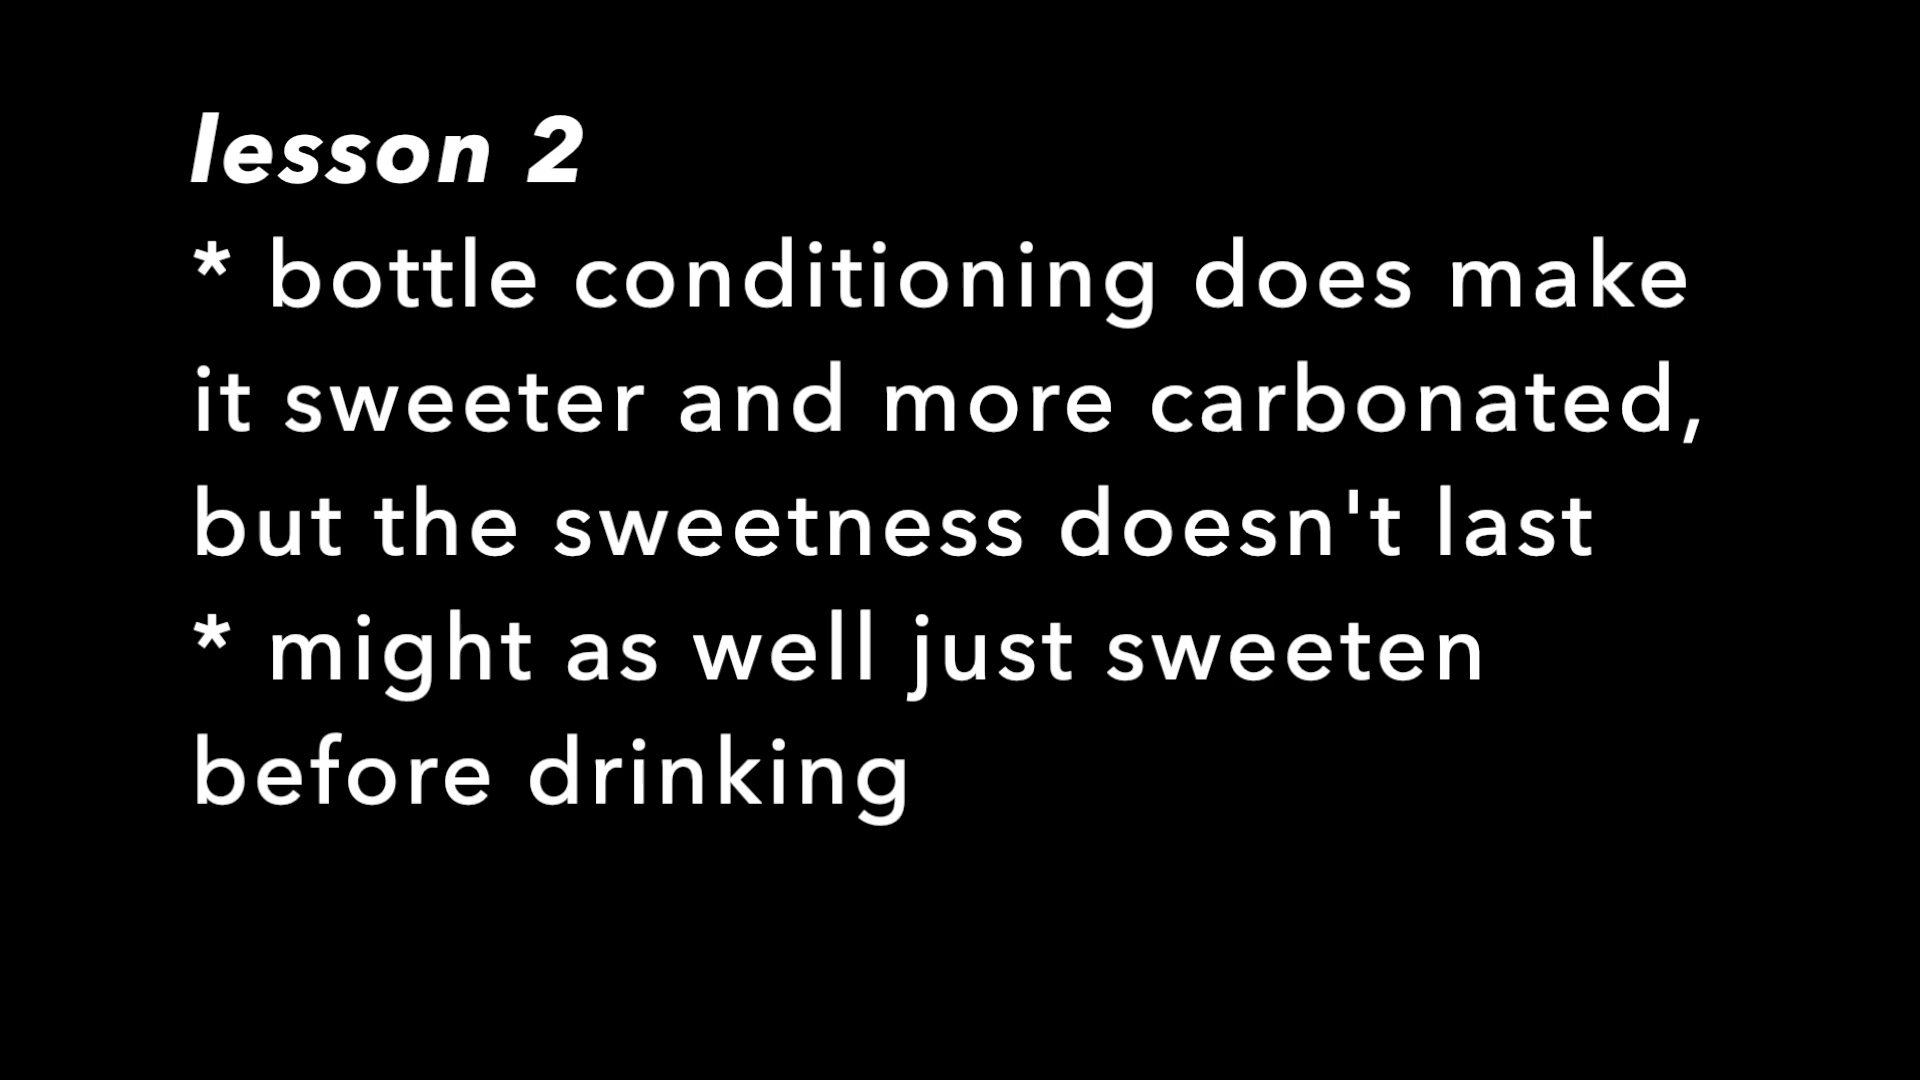 lesson 2
* bottle conditioning does make
it sweeter and more carbonated,
but the sweetness doesn't last
* might as well just sweeten
before drinking